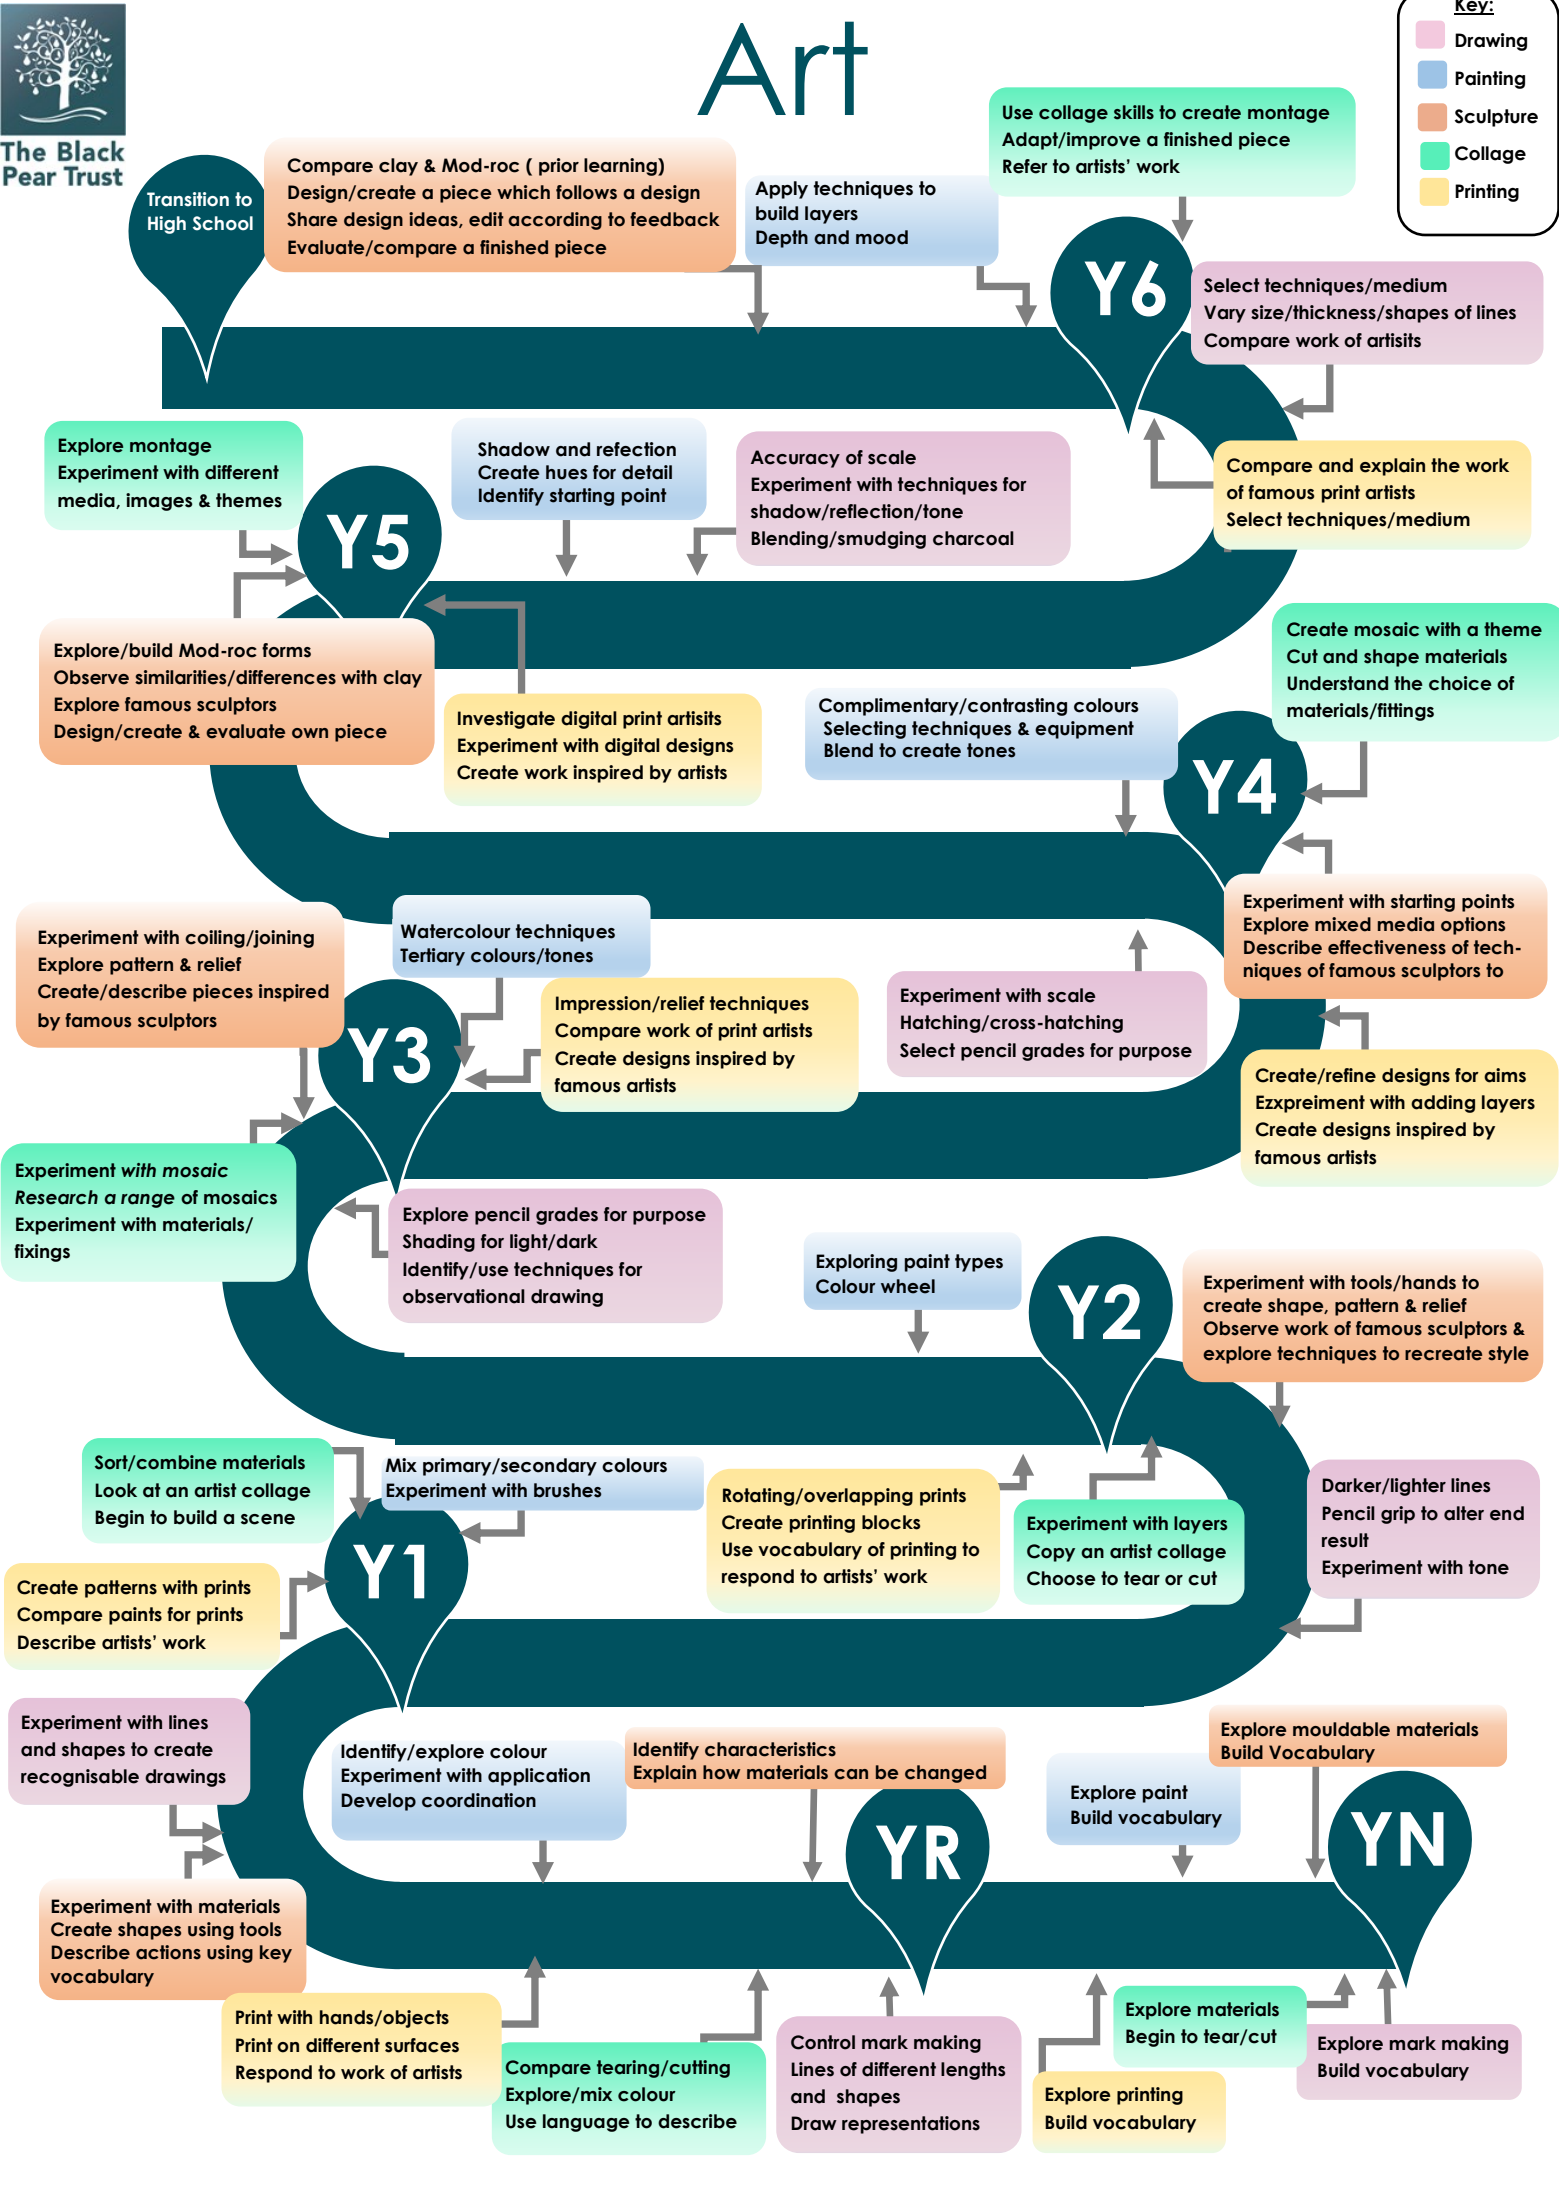 The Black
Pear Trust
Art
Key:
Drawing
Painting
Sculpture
Collage
Printing
Transition to
High School
Compare clay & Mod-roc ( prior learning)
Design/create a piece which follows a design
Share design ideas, edit according to feedback
Evaluate/compare a finished piece
Apply techniques to
build layers
Depth and mood
Use collage skills to create montage
Adapt/improve a finished piece
Refer to artists' work
Y6
Select techniques/medium
Vary size/thickness/shapes of lines
Compare work of artisits
Explore montage
Experiment with different
media, images & themes
Y5
Shadow and refection
Create hues for detail
Identify starting point
Accuracy of scale
Experiment with techniques for
shadow/reflection/tone
Blending/smudging charcoal
Compare and explain the work
of famous print artists
Select techniques/medium
Explore/build Mod-roc forms
Observe similarities/differences with clay
Explore famous sculptors
Design/create & evaluate own piece
Investigate digital print artisits
Experiment with digital designs
Create work inspired by artists
Complimentary/contrasting colours
Selecting techniques & equipment
Blend to create tones
Y4
Create mosaic with a theme
Cut and shape materials
Understand the choice of
materials/fittings
Experiment with starting points
Explore mixed media options
Describe effectiveness of tech-
niques of famous sculptors to
Experiment with coiling/joining
Explore pattern & relief
Create/describe pieces inspired
by famous sculptors
Watercolour techniques
Tertiary colours/tones
Y3
Impression/relief techniques
Compare work of print artists
Create designs inspired by
famous artists
Experiment with scale
Hatching/cross-hatching
Select pencil grades for purpose
Create/refine designs for aims
Ezxpreiment with adding layers
Create designs inspired by
famous artists
Experiment with mosaic
Research a range of mosaics
Experiment with materials/
fixings
Explore pencil grades for purpose
Shading for light/dark
Identify/use techniques for
observational drawing
Exploring paint types
Colour wheel
Y2
Experiment with tools/hands to
create shape, pattern & relief
Observe work of famous sculptors &
explore techniques to recreate style
Sort/combine materials
Look at an artist collage
Begin to build a scene
Mix primary/secondary colours
Experiment with brushes
Y1
Rotating/overlapping prints
Create printing blocks
Use vocabulary of printing to
respond to artists' work
Experiment with layers
Copy an artist collage
Choose to tear or cut
Darker/lighter lines
Pencil grip to alter end
result
Experiment with tone
Create patterns with prints
Compare paints for prints
Describe artists' work
Experiment with lines
and shapes to create
recognisable drawings
Identify/explore colour
Experiment with application
Develop coordination
Identify characteristics
Explain how materials can be changed
YR
Explore paint
Build vocabulary
Explore mouldable materials
Build Vocabulary
YN
Experiment with materials
Create shapes using tools
Describe actions using key
vocabulary
Print with hands/objects
Print on different surfaces
Respond to work of artists
Compare tearing/cutting
Explore/mix colour
Use language to describe
Control mark making
Lines of different lengths
and shapes
Draw representations
Explore printing
Build vocabulary
Explore materials
Begin to tear/cut
Explore mark making
Build vocabulary